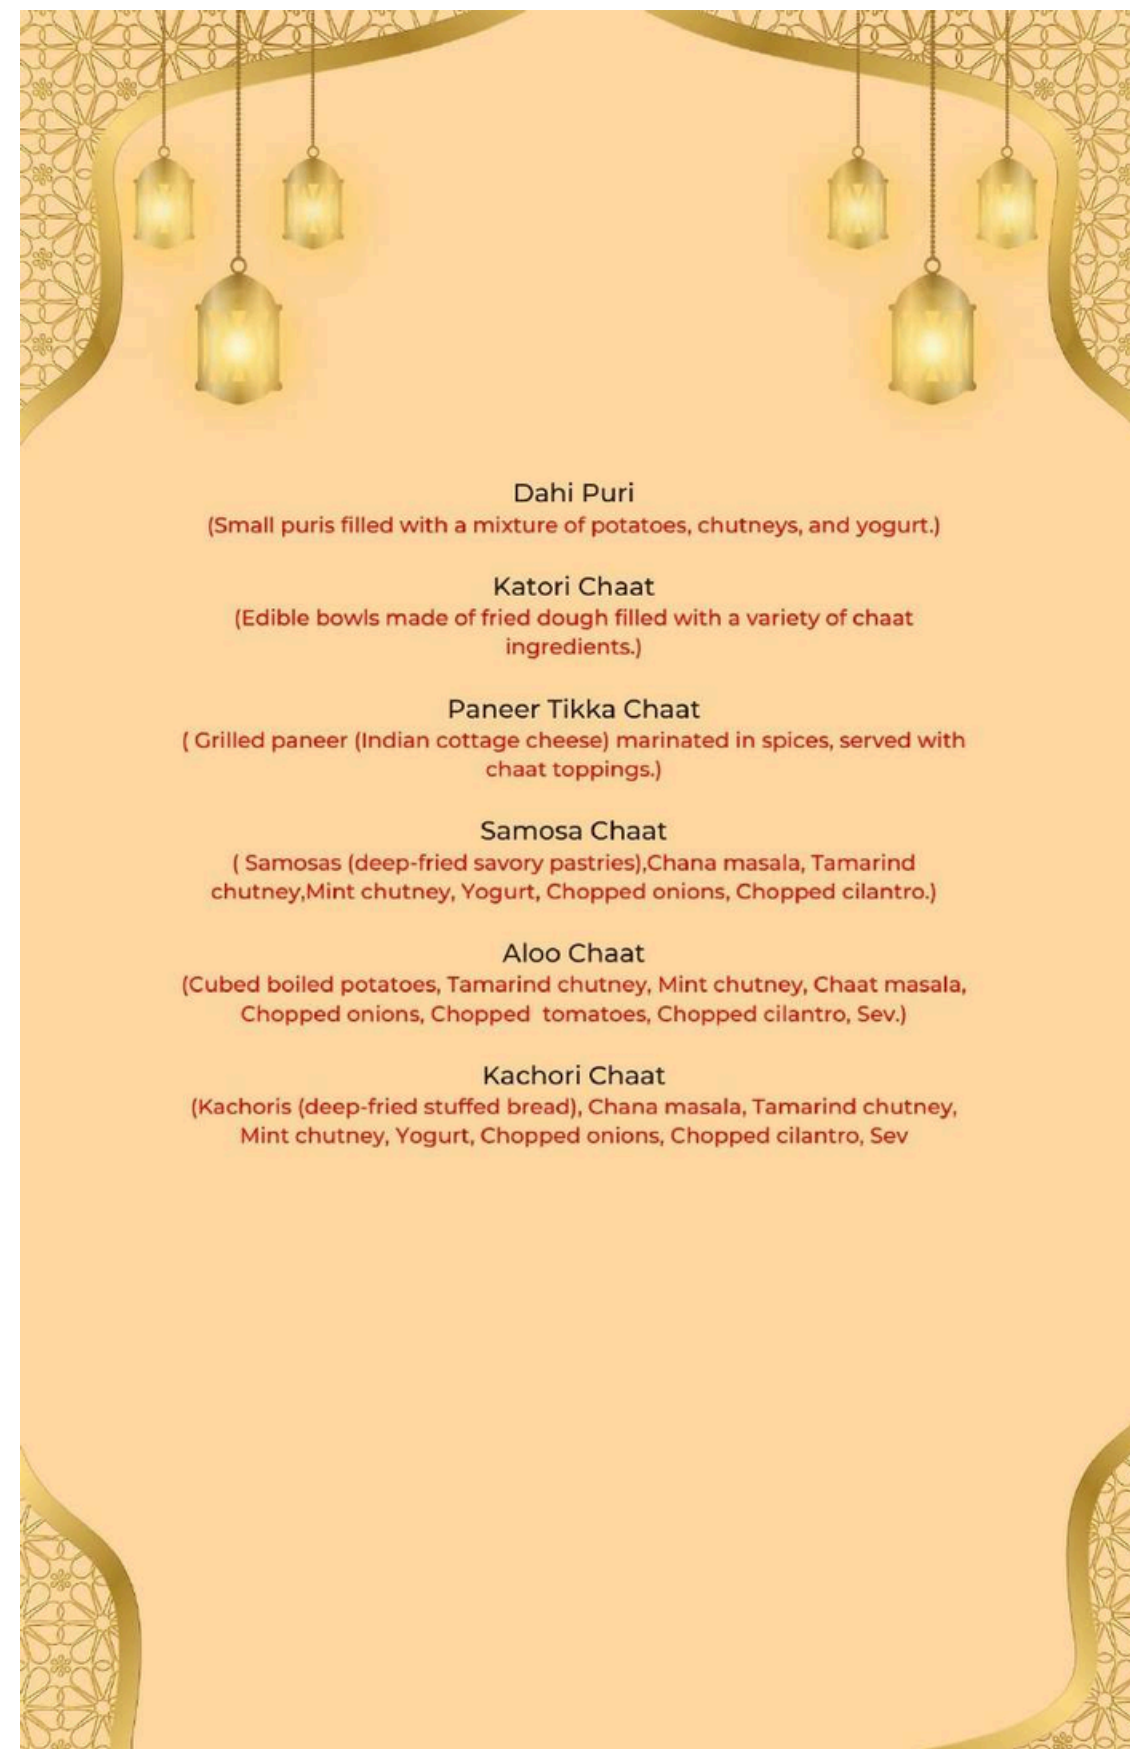 Dahi Puri
(Small puris filled with a mixture of potatoes, chutneys, and yogurt.)
Katori Chaat
(Edible bowls made of fried dough filled with a variety of chaat
ingredients.)
Paneer Tikka Chaat
( Grilled paneer (Indian cottage cheese) marinated in spices, served with
chaat toppings.)
Samosa Chaat
( Samosas (deep-fried savory pastries),Chana masala, Tamarind
chutney,Mint chutney, Yogurt, Chopped onions, Chopped cilantro.)
Aloo Chaat
(Cubed boiled potatoes, Tamarind chutney, Mint chutney, Chaat masala,
Chopped onions, Chopped  tomatoes, Chopped cilantro, Sev.)
Kachori Chaat
(Kachoris (deep-fried stuffed bread), Chana masala, Tamarind chutney,
Mint chutney, Yogurt, Chopped onions, Chopped cilantro, Sev